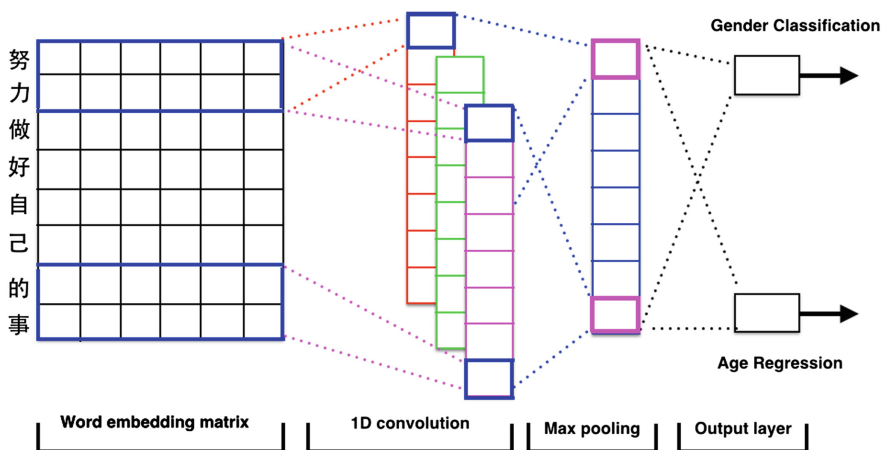 Gender Classification
努
力
做
好
自
己
的
事
Age Regression
Word embedding matrix
1D convolution
Max pooling
Output layer